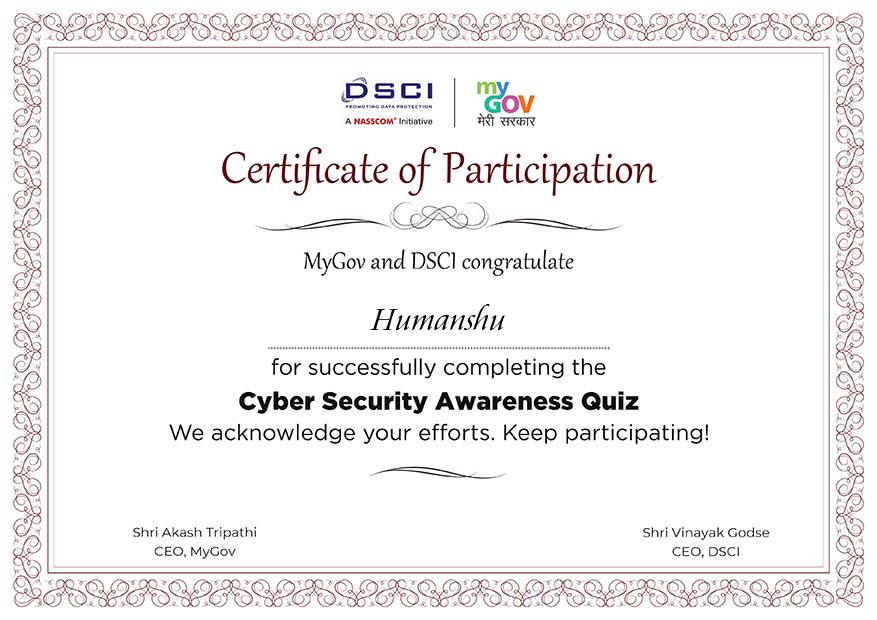 DSCI
PROMOTING DATA PROTECTION
A NASSCOM® Initiative
my
GOV
मेरी सरकार
Certificate of Participation
MyGov and DSCI congratulate
Humanshu
for successfully completing the
Cyber Security Awareness Quiz
We acknowledge your efforts. Keep participating!
Shri Akash Tripathi
CEO, MyGov
Shri Vinayak Godse
CEO, DSCI